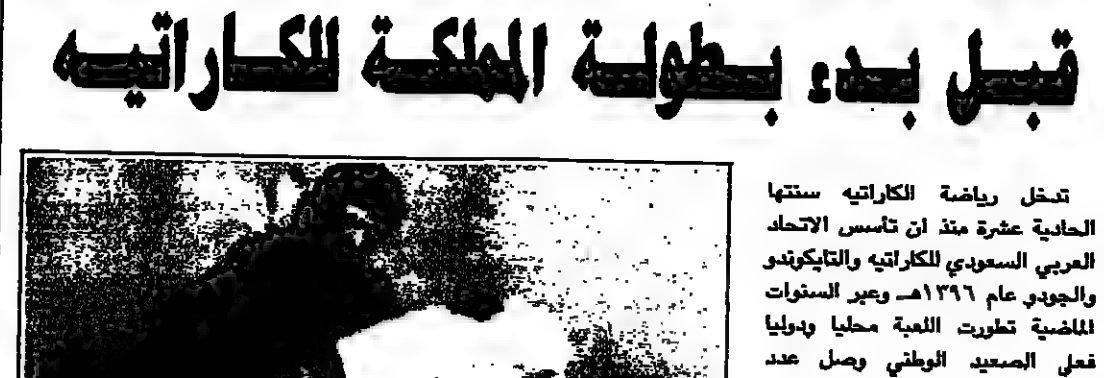 قبل بدء بطولة المملكة للكاراتيه
تدخل رياضة الكاراتيه سنتها
الحادية عشرة منذ ان تأسس الاتحاد
العربي السعودي للكاراتيه والتايكوندو
والجودو عام ١٣٩٦هـ وعبر السنوات
الماضية تطورت اللعبة محليا ودوليا
فعلى الصعيد الوطني وصل عدد